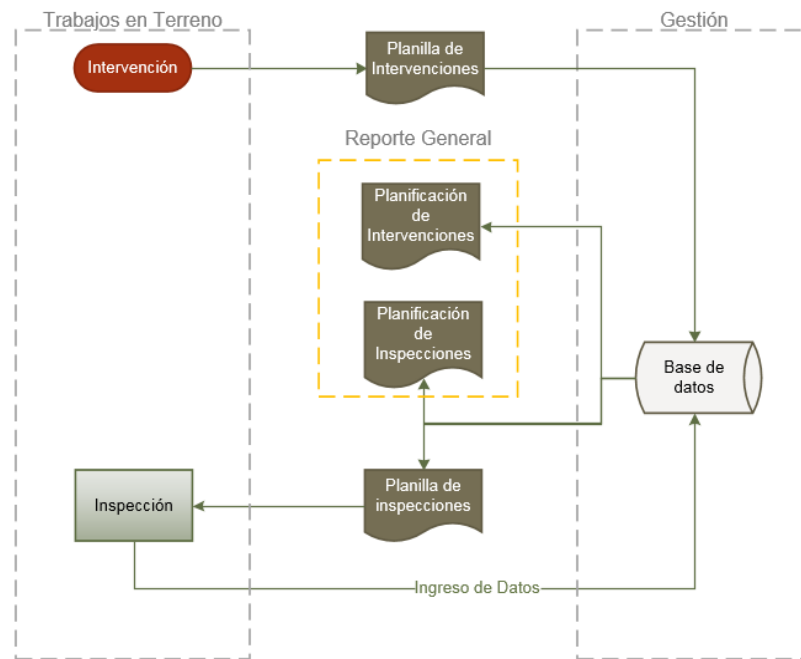 Trabajos en Terreno
Gestión
Intervención
Planilla de
Intervenciones
Reporte General
Planificación
de
Intervenciones
Planificación
de
Inspecciones
Base de
datos
Planilla de
inspecciones
Inspección
Ingreso de Datos